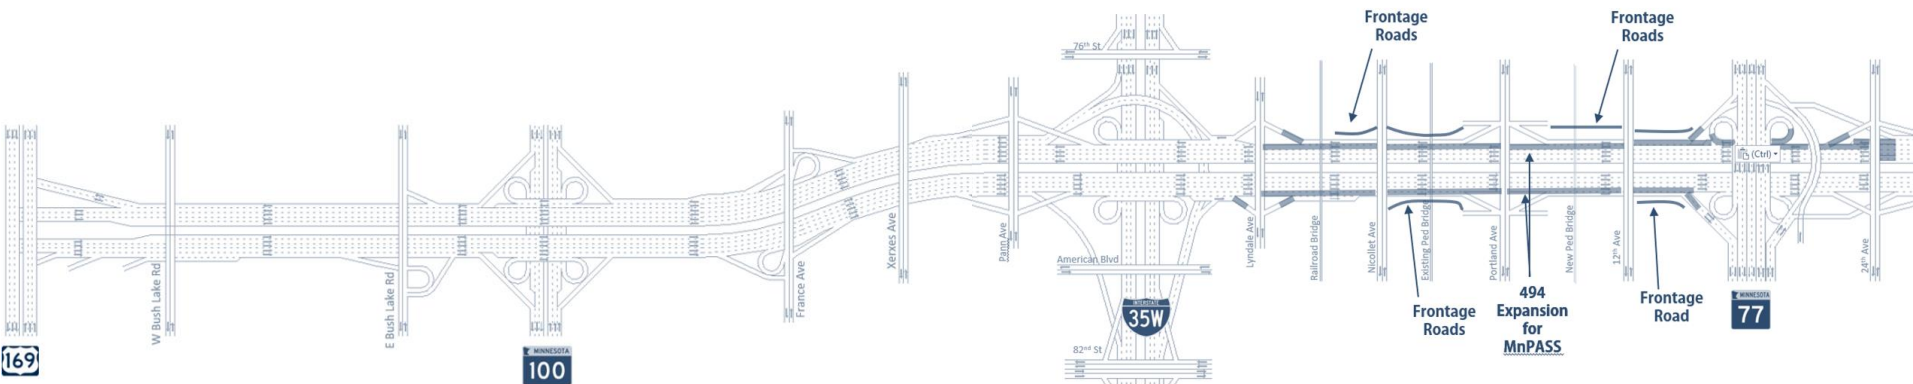 Frontage
Roads
Frontage
Roads
76th St
(Ctrl)
W Bush Lake Rd
E Bush Lake Rd
France Ave
Xerxes Ave
Penn Ave
American Blvd
Lyndale Ave
Railroad Bridge
Nicollet Ave
Existing Ped Bridge
Portland Ave
New Ped Bridge
12th Ave
24th Ave
Frontage
Roads
494
Expansion
for
MnPASS
Frontage
Road
INTERSTATE
35W
MINNESOTA
77
82nd St
169
MINNESOTA
100